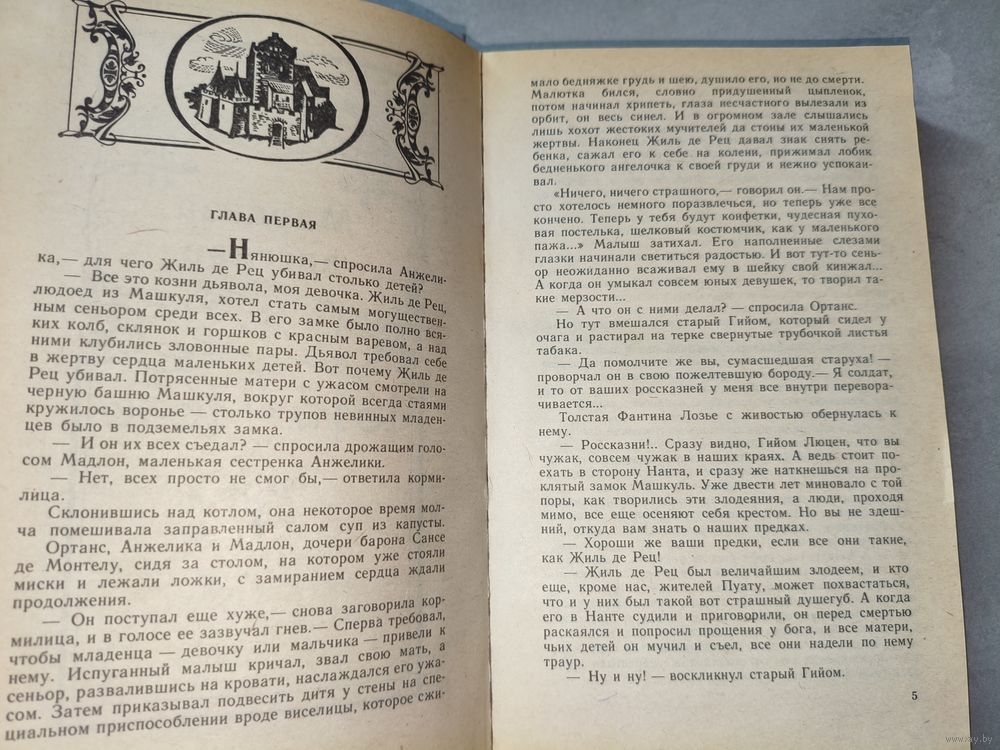 ГЛАВА ПЕРВАЯ
—Нянюшка,— спросила Анжели-
ка,— для чего Жиль де Рец убивал столько детей?
— Все это козни дьявола, моя девочка. Жиль де Рец,
людоед из Машкуля, хотел стать самым могуществен-
ным сеньором среди всех. В его замке было полно вся-
ких колб, склянок и горшков с красным варевом, а над
ними клубились зловонные пары. Дьявол требовал себе
в жертву сердца маленьких детей. Вот почему Жиль де
Рец убивал. Потрясенные матери с ужасом смотрели на
черную башню Машкуля, вокруг которой всегда стаями
кружилось воронье — столько трупов невинных младен-
цев было в подземельях замка.
— И он их всех съедал? — спросила дрожащим голо-
сом Мадлон, маленькая сестренка Анжелики.
— Нет, всех просто не смог бы,— ответила корми-
лица.
Склонившись над котлом, она некоторое время мол-
ча помешивала заправленный салом суп из капусты.
Ортанс, Анжелика и Мадлон, дочери барона Сансе
де Монтелу, сидя за столом, на котором уже стояли
миски и лежали ложки, с замиранием сердца ждали
продолжения.
— Он поступал еще хуже,— снова заговорила кор-
милица, и в голосе ее зазвучал гнев.— Сперва требовал,
чтобы младенца — девочку или мальчика — привели к
нему. Испуганный малыш кричал, звал свою мать, а
сеньор, развалившись на кровати, наслаждался его ужа-
сом. Затем приказывал подвесить дитя у стены на спе-
циальном приспособлении вроде виселицы, которое сжи-
мало бедняжке грудь и шею, душило его, но не до смерти.
Малютка бился, словно придушенный цыпленок,
потом начинал хрипеть, глаза несчастного вылезали из
орбит, он весь синел. И в огромном зале слышались
лишь хохот жестоких мучителей да стоны их маленькой
жертвы. Наконец Жиль де Рец давал знак снять ре-
бенка, сажал его к себе на колени, прижимал лобик
бедненького ангелочка к своей груди и нежно успокаи-
вал.
«Ничего, ничего страшного,— говорил он.— Нам про-
сто хотелось немного поразвлечься, но теперь уже все
кончено. Теперь у тебя будут конфетки, чудесная пухо-
вая постелька, шелковый костюмчик, как у маленького
пажа...» Малыш затихал. Его наполненные слезами
глазки начинали светиться радостью. И вот тут-то сень-
ор неожиданно всаживал ему в шейку свой кинжал...
А когда он умыкал совсем юных девушек, то творил та-
кие мерзости...
— А что он с ними делал? — спросила Ортанс.
Но тут вмешался старый Гийом, который сидел у
очага и растирал на терке свернутые трубочкой листья
табака.
— Да помолчите же вы, сумасшедшая старуха! —
проворчал он в свою пожелтевшую бороду.— Я солдат,
и то от ваших россказней у меня все внутри перевора-
чивается...
Толстая Фантина Лозье с живостью обернулась к
нему.
— Россказни!.. Сразу видно, Гийом Люцен, что вы
чужак, совсем чужак в наших краях. А ведь стоит по-
ехать в сторону Нанта, и сразу же наткнешься на про-
клятый замок Машкуль. Уже двести лет миновало с той
поры, как творились эти злодеяния, а люди, проходя
мимо, все еще осеняют себя крестом. Но вы не здеш-
ний, откуда вам знать о наших предках.
— Хороши же ваши предки, если все они такие,
как Жиль де Рец!
— Жиль де Рец был величайшим злодеем, и кто
еще, кроме нас, жителей Пуату, может похвастаться,
что и у них был такой вот страшный душегуб. А когда
его в Нанте судили и приговорили, он перед смертью
раскаялся и попросил прощения у бога, и все матери,
чьих детей он мучил и съел, все они надели по нему
траур.
— Ну и ну! — воскликнул старый Гийом.
5
www.ay.by